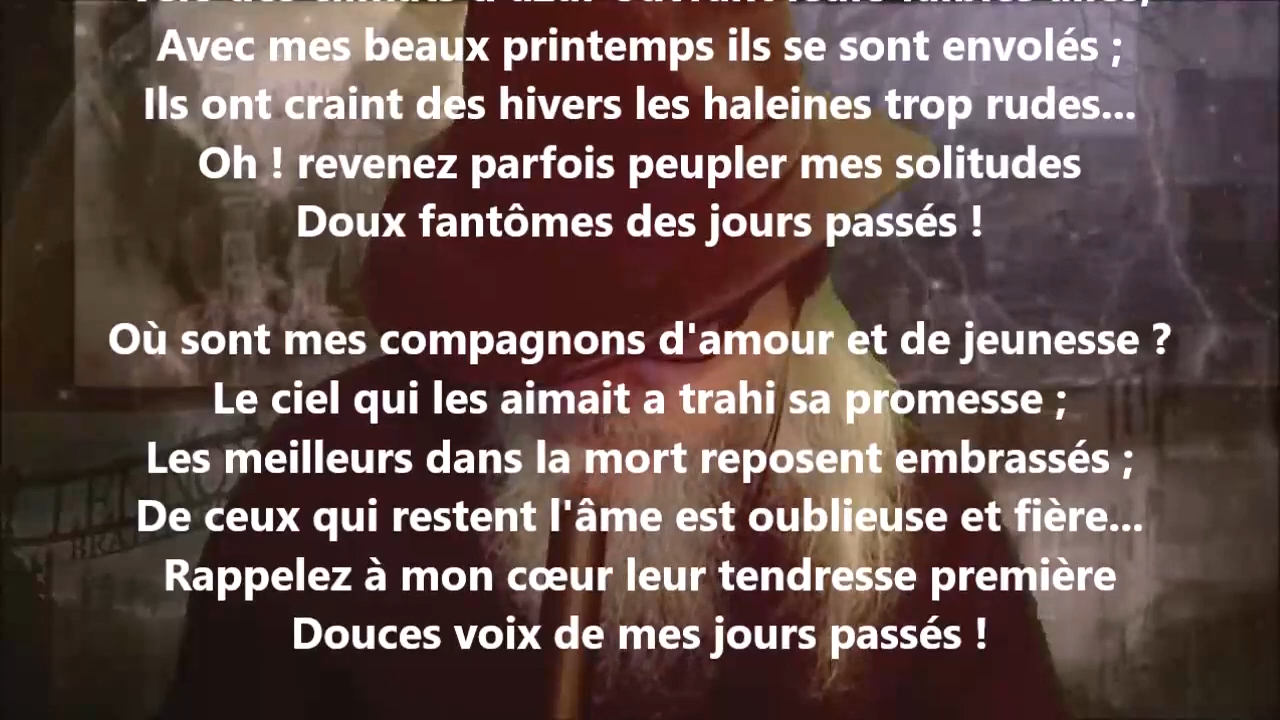 Avec mes beaux printemps ils se sont envolés ;
Ils ont craint des hivers les haleines trop rudes...
Oh ! revenez parfois peupler mes solitudes
Doux fantômes des jours passés !
Où sont mes compagnons d'amour et de jeunesse ?
Le ciel qui les aimait a trahi sa promesse ;
Les meilleurs dans la mort reposent embrassés ;
De ceux qui restent l'âme est oublieuse et fière...
Rappelez à mon cœur leur tendresse première
Douces voix de mes jours passés !